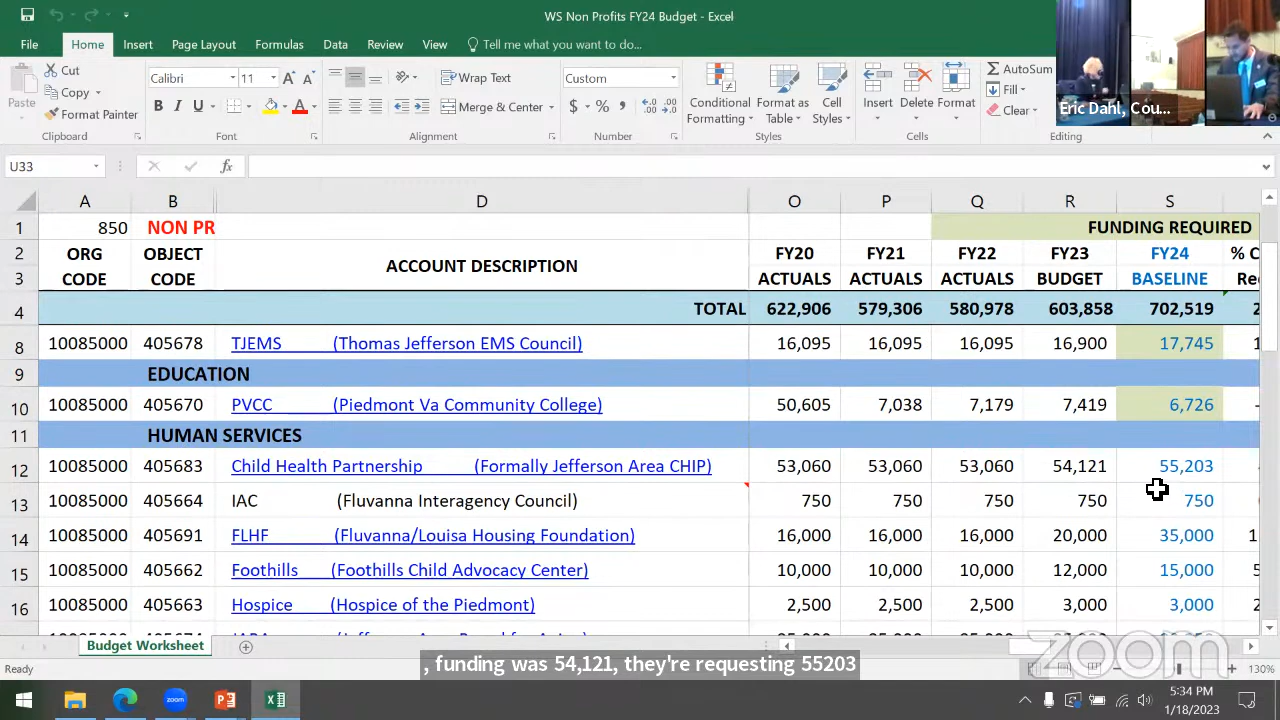 WS Non Profits FY24 Budget - Excel
File Home Insert Page Layout Formulas Data Review View Tell me what you want to do...
Eric Dahl, Cou...
Paste
Cut
Copy
Format Painter
Clipboard
Calibri 11
B I U
Font
Wrap Text
Merge & Center
Alignment
Custom
$ % ,
Number
Conditional Formatting
Format as Table
Cell Styles
Styles
Insert Delete Format
Cells
AutoSum
Fill
Clear
Editing
U33 fx
A B D O P Q R S
1 850 NON PR FUNDING REQUIRED
2 ORG OBJECT ACCOUNT DESCRIPTION FY20 FY21 FY22 FY23 FY24 % C
3 CODE CODE ACTUALS ACTUALS ACTUALS BUDGET BASELINE Re
4 TOTAL 622,906 579,306 580,978 603,858 702,519 2
8 10085000 405678 TJEMS (Thomas Jefferson EMS Council) 16,095 16,095 16,095 16,900 17,745 1
9 EDUCATION
10 10085000 405670 PVCC (Piedmont Va Community College) 50,605 7,038 7,179 7,419 6,726 -
11 HUMAN SERVICES
12 10085000 405683 Child Health Partnership (Formally Jefferson Area CHIP) 53,060 53,060 53,060 54,121 55,203
13 10085000 405664 IAC (Fluvanna Interagency Council) 750 750 750 750 750
14 10085000 405691 FLHF (Fluvanna/Louisa Housing Foundation) 16,000 16,000 16,000 20,000 35,000 1
15 10085000 405662 Foothills (Foothills Child Advocacy Center) 10,000 10,000 10,000 12,000 15,000 5
16 10085000 405663 Hospice (Hospice of the Piedmont) 2,500 2,500 2,500 3,000 3,000 2
Budget Worksheet
, funding was 54,121, they're requesting 55203
zoom
Ready
130%
zoom
5:34 PM
1/18/2023